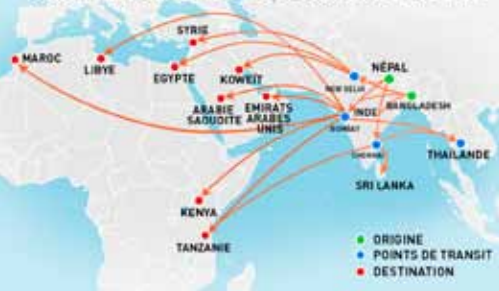 SYRIE
MAROC
LIBYE
EGYPTE
KOWEIT
NEW DELHI
NÉPAL
BANGLADESH
ARABIE
SAOUDITE
EMIRATS
ARABES
UNIS
INDE
BOMBAY
CHENNAI
THAILANDE
SRI LANKA
KENYA
TANZANIE
ORIGINE
POINTS DE TRANSIT
DESTINATION